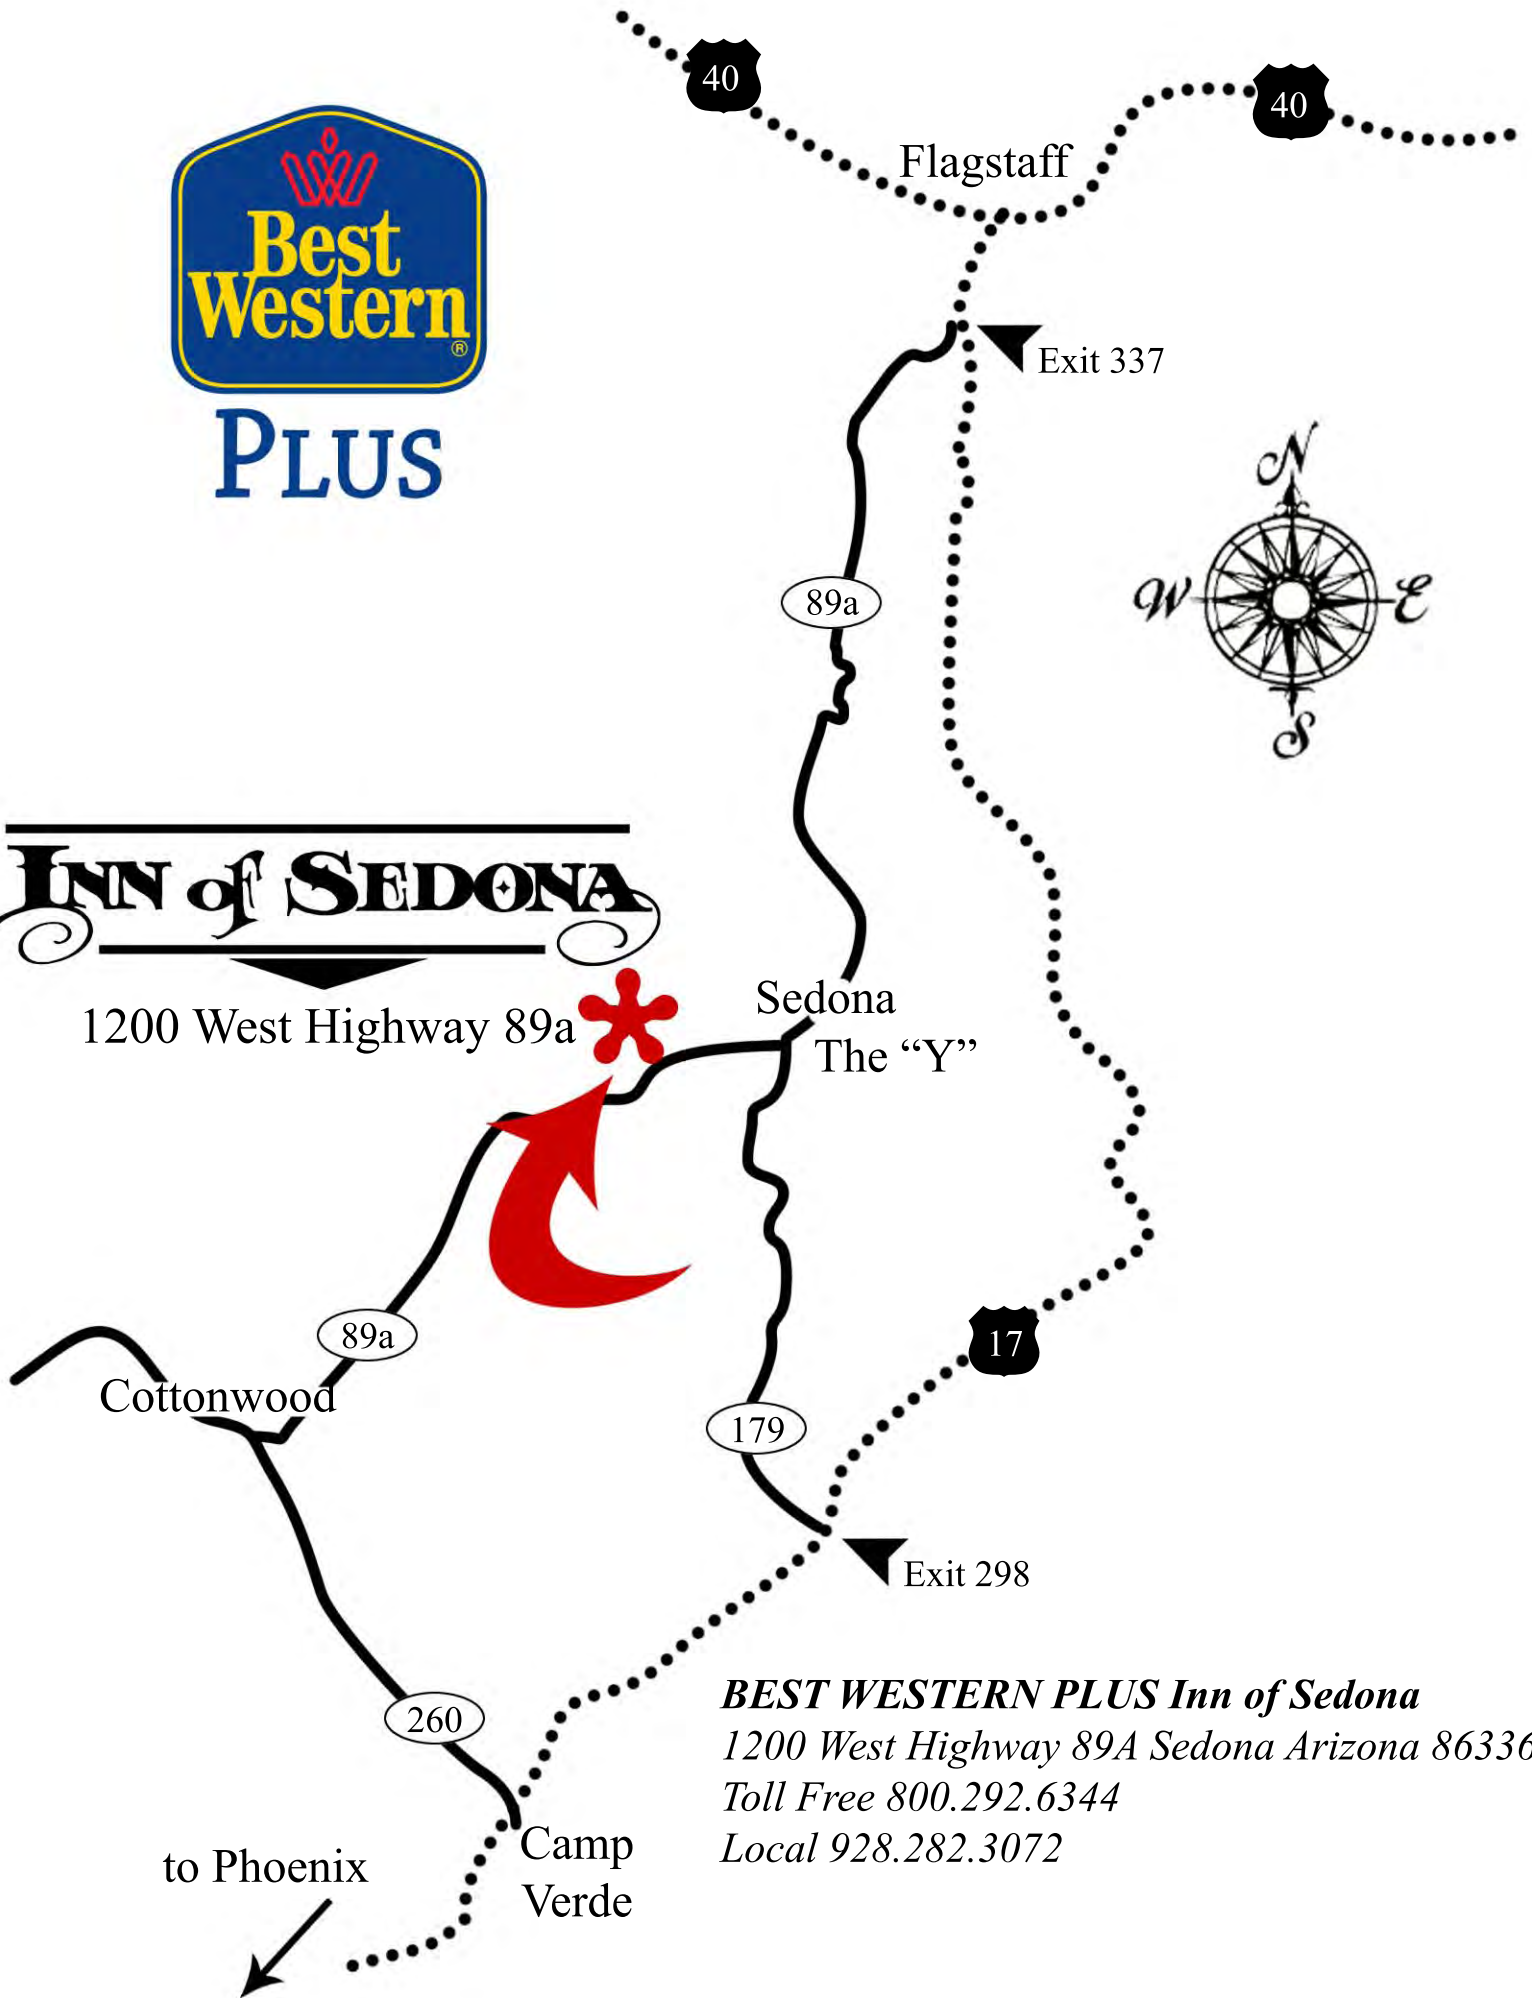 40
40
Flagstaff
Best
Western
®
PLUS
Exit 337
N
W
E
S
89a
INN of SEDONA
1200 West Highway 89a
Sedona
The “Y”
89a
17
Cottonwood
179
Exit 298
260
BEST WESTERN PLUS Inn of Sedona
1200 West Highway 89A Sedona Arizona 86336
Toll Free 800.292.6344
Local 928.282.3072
Camp
Verde
to Phoenix